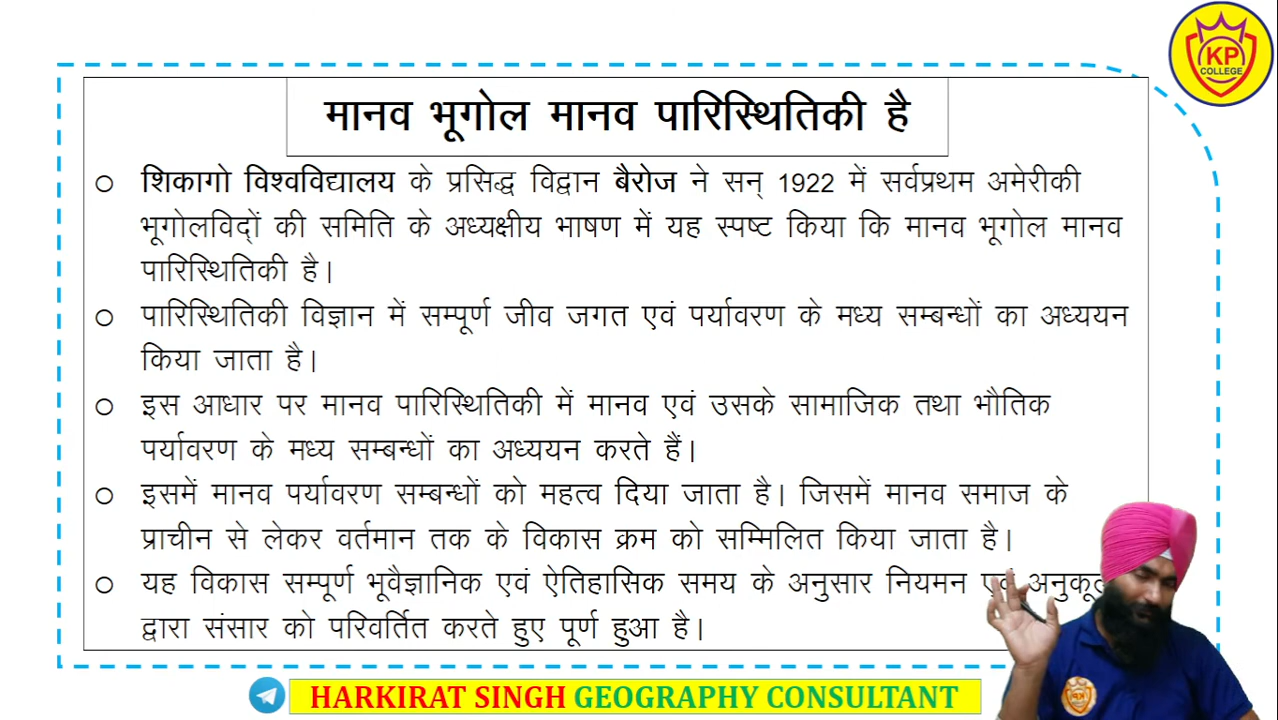 KP
COLLEGE
मानव भूगोल मानव पारिस्थितिकी है
शिकागो विश्वविद्यालय के प्रसिद्ध विद्वान बैरोज ने सन् 1922 में सर्वप्रथम अमेरीकी
भूगोलविदों की समिति के अध्यक्षीय भाषण में यह स्पष्ट किया कि मानव भूगोल मानव
पारिस्थितिकी है।
पारिस्थितिकी विज्ञान में सम्पूर्ण जीव जगत एवं पर्यावरण के मध्य सम्बन्धों का अध्ययन
किया जाता है।
इस आधार पर मानव पारिस्थितिकी में मानव एवं उसके सामाजिक तथा भौतिक
पर्यावरण के मध्य सम्बन्धों का अध्ययन करते हैं।
इसमें मानव पर्यावरण सम्बन्धों को महत्व दिया जाता है। जिसमें मानव समाज के
प्राचीन से लेकर वर्तमान तक के विकास क्रम को सम्मिलित किया जाता है।
यह विकास सम्पूर्ण भूवैज्ञानिक एवं ऐतिहासिक समय के अनुसार नियमन एवं
द्वारा संसार को परिवर्तित करते हुए पूर्ण हुआ है।
HARKIRAT SINGH GEOGRAPHY CONSULTANT